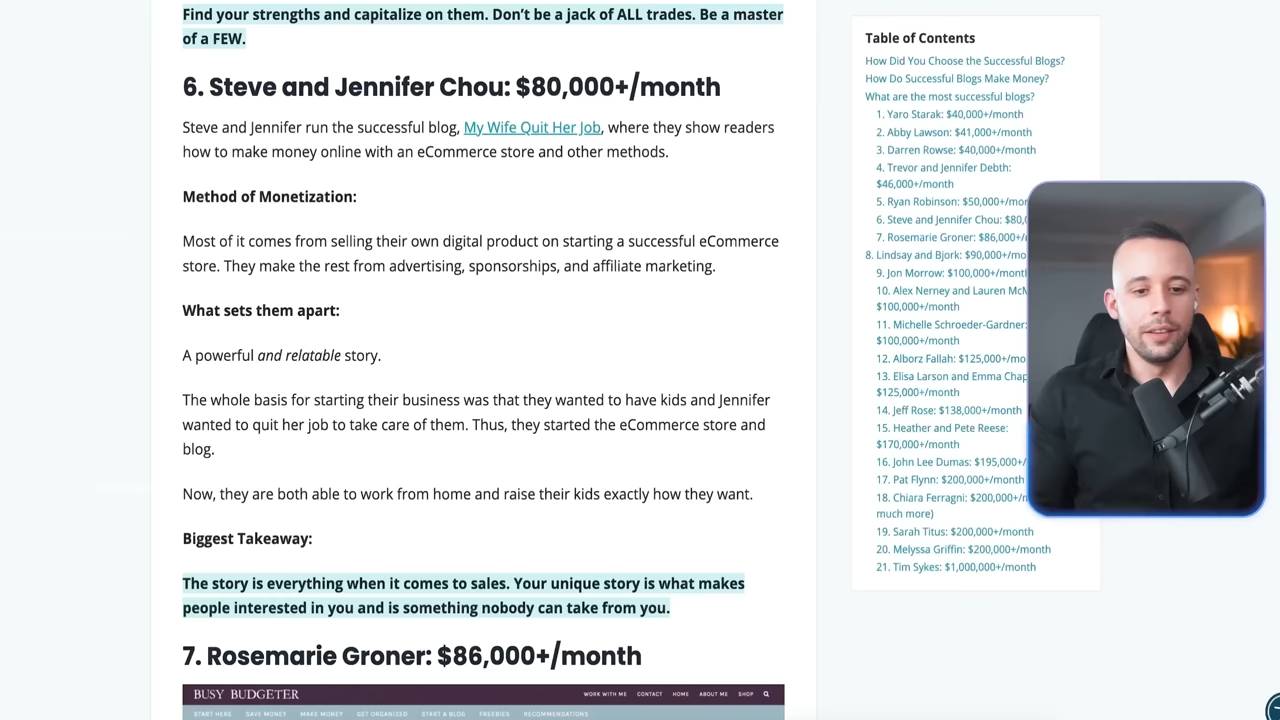 Find your strengths and capitalize on them. Don’t be a jack of ALL trades. Be a master
of a FEW.
6. Steve and Jennifer Chou: $80,000+/month
Steve and Jennifer run the successful blog, My Wife Quit Her Job, where they show readers
how to make money online with an eCommerce store and other methods.
Method of Monetization:
Most of it comes from selling their own digital product on starting a successful eCommerce
store. They make the rest from advertising, sponsorships, and affiliate marketing.
What sets them apart:
A powerful and relatable story.
The whole basis for starting their business was that they wanted to have kids and Jennifer
wanted to quit her job to take care of them. Thus, they started the eCommerce store and
blog.
Now, they are both able to work from home and raise their kids exactly how they want.
Biggest Takeaway:
The story is everything when it comes to sales. Your unique story is what makes
people interested in you and is something nobody can take from you.
7. Rosemarie Groner: $86,000+/month
BUSY BUDGETER
WORK WITH ME CONTACT HOME ABOUT ME SHOP
START HERE SAVE MONEY MAKE MONEY GET ORGANIZED START A BLOG FREEBIES RECOMMENDATIONS
Table of Contents
How Did You Choose the Successful Blogs?
How Do Successful Blogs Make Money?
What are the most successful blogs?
1. Yaro Starak: $40,000+/month
2. Abby Lawson: $41,000+/month
3. Darren Rowse: $40,000+/month
4. Trevor and Jennifer Debth:
$46,000+/month
5. Ryan Robinson: $50,000+/mo
6. Steve and Jennifer Chou: $80,
7. Rosemarie Groner: $86,000+/
8. Lindsay and Bjork: $90,000+/mo
9. Jon Morrow: $100,000+/mont
10. Alex Nerney and Lauren
$100,000+/month
11. Michelle Schroeder-Gardner:
$100,000+/month
12. Alborz Fallah: $125,000+/mo
13. Elisa Larson and Emma Chap
$125,000+/month
14. Jeff Rose: $138,000+/month
15. Heather and Pete Reese:
$170,000+/month
16. John Lee Dumas: $195,000+/
17. Pat Flynn: $200,000+/month
18. Chiara Ferragni: $200,000+/
much more)
19. Sarah Titus: $200,000+/month
20. Melyssa Griffin: $200,000+/month
21. Tim Sykes: $1,000,000+/month